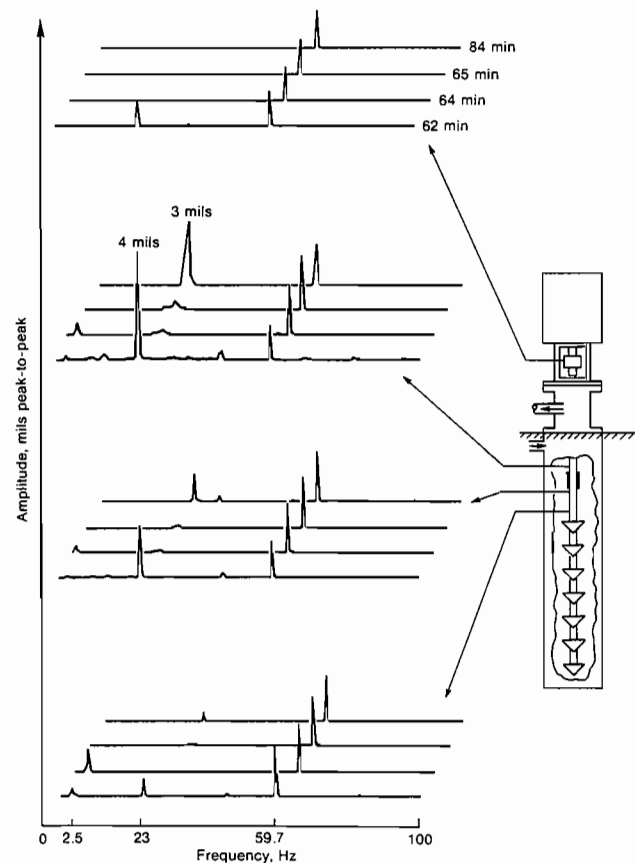 84 min
65 min
64 min
62 min
3 mils
4 mils
Amplitude, mils peak-to-peak
0 2.5 23 59.7 100
Frequency, Hz